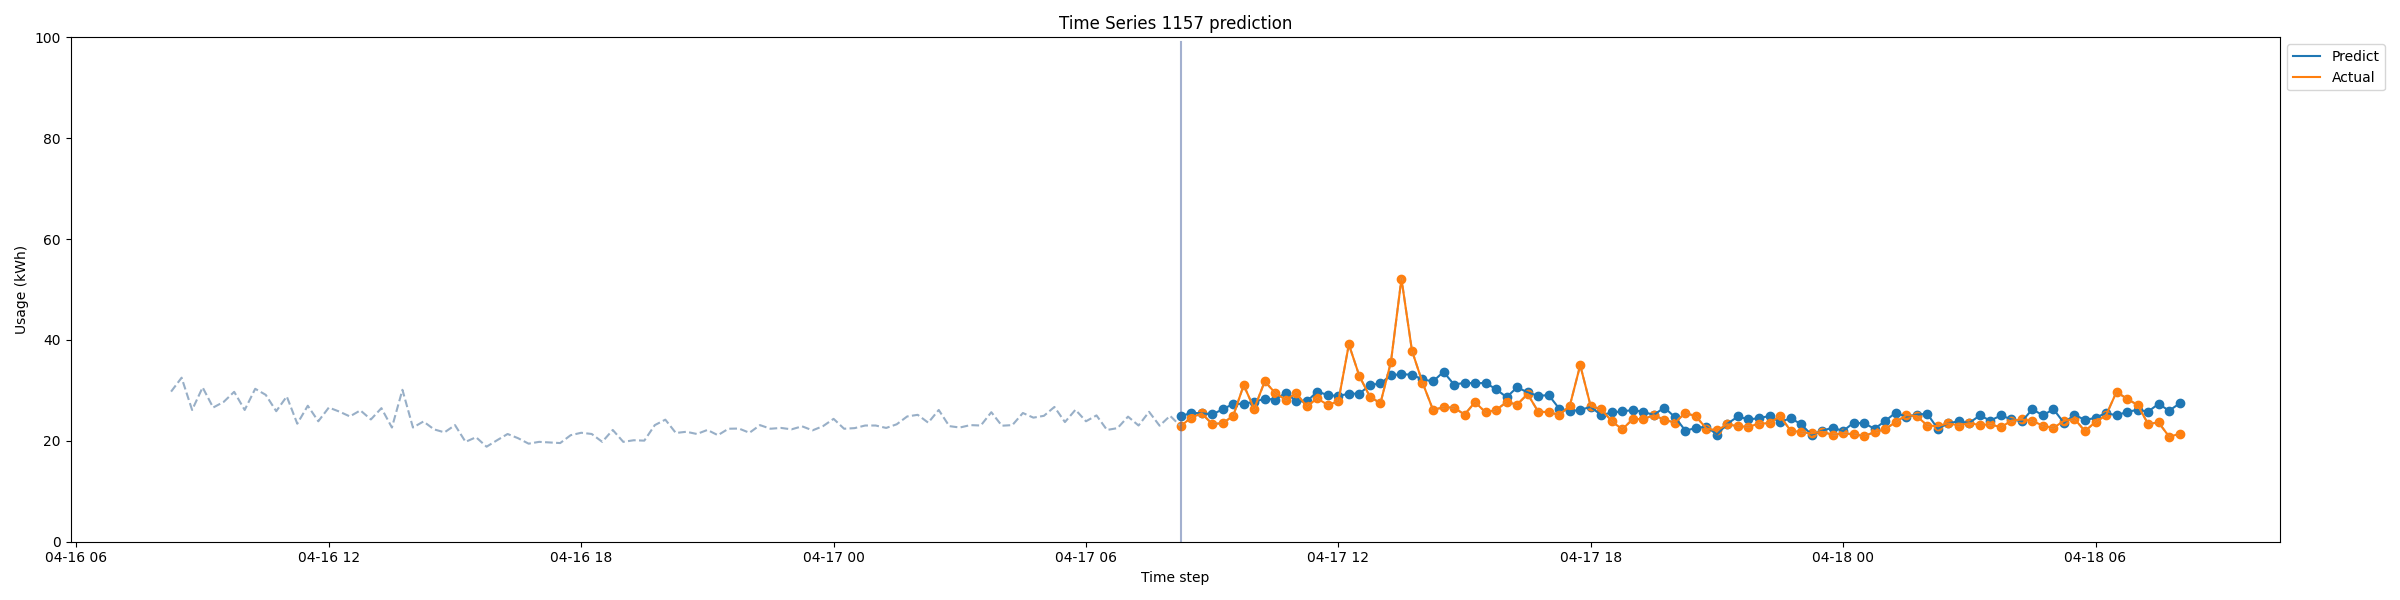 Time Series 1157 prediction
100
80
60
40
20
0
Usage (kWh)
04-16 06 04-16 12 04-16 18 04-17 00 04-17 06 04-17 12 04-17 18 04-18 00 04-18 06
Time step
Predict
Actual